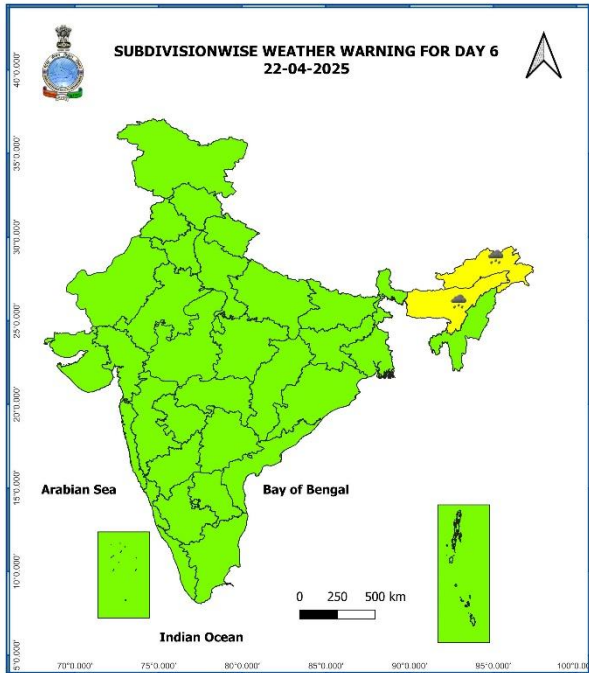 SUBDIVISIONWISE WEATHER WARNING FOR DAY 6
22-04-2025
40°0.000'
35°0.000'
30°0.000'
25°0.000'
20°0.000'
15°0.000'
10°0.000'
5°0.000'
Arabian Sea
Bay of Bengal
0 250 500 km
Indian Ocean
70°0.000' 75°0.000' 80°0.000' 85°0.000' 90°0.000' 95°0.000' 100°0.0